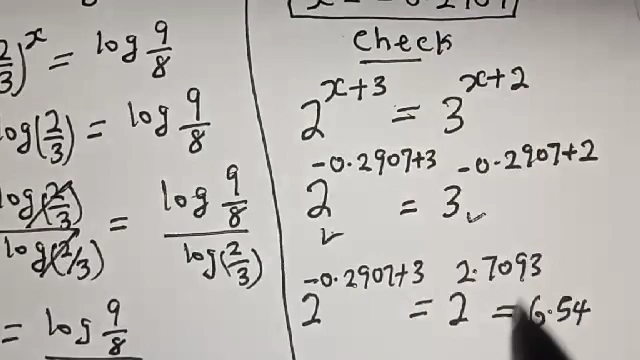 2/3)^x = log 9/8
log(2/3) = log 9/8
log(2/3)/log(2/3) = log 9/8 / log(2/3)
= log 9/8
Check
2^(x+3) = 3^(x+2)
2^(-0.2907+3) = 3^(-0.2907+2)
2^(-0.2907+3) = 2^(2.7093) = 6.54